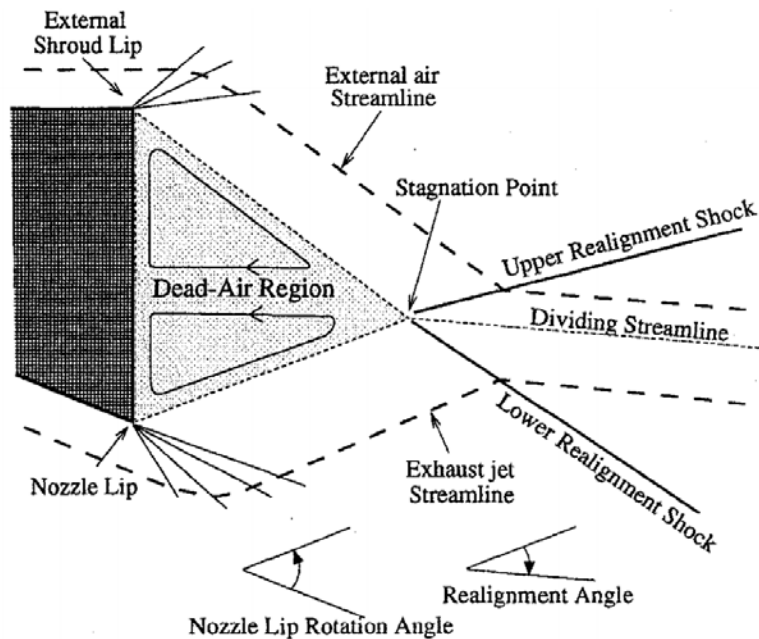 External
Shroud Lip
External air
Streamline
Stagnation Point
Upper Realignment Shock
Dead-Air Region
Dividing Streamline
Lower Realignment Shock
Nozzle Lip
Exhaust jet
Streamline
Nozzle Lip Rotation Angle
Realignment Angle